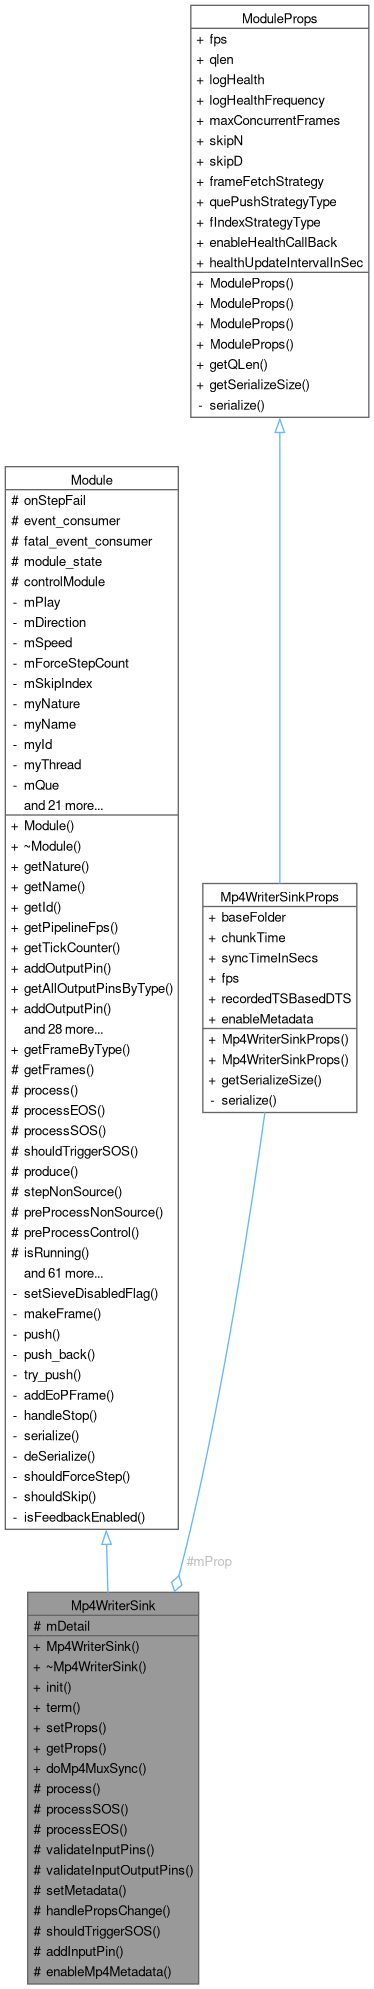 ModuleProps
+ fps
+ qlen
+ logHealth
+ logHealthFrequency
+ maxConcurrentFrames
+ skipN
+ skipD
+ frameFetchStrategy
+ quePushStrategyType
+ fIndexStrategyType
+ enableHealthCallBack
+ healthUpdateIntervalInSec
+ ModuleProps()
+ ModuleProps()
+ ModuleProps()
+ ModuleProps()
+ getQLen()
+ getSerializeSize()
- serialize()
Module
# onStepFail
# event_consumer
# fatal_event_consumer
# module_state
# controlModule
- mPlay
- mDirection
- mSpeed
- mForceStepCount
- mSkipIndex
- myNature
- myName
- myId
- myThread
- mQue
and 21 more...
+ Module()
+ ~Module()
+ getNature()
+ getName()
+ getId()
+ getPipelineFps()
+ getTickCounter()
+ addOutputPin()
+ getAllOutputPinsByType()
+ addOutputPin()
and 28 more...
+ getFrameByType()
# getFrames()
# process()
# processEOS()
# processSOS()
# shouldTriggerSOS()
# produce()
# stepNonSource()
# preProcessNonSource()
# preProcessControl()
# isRunning()
and 61 more...
- setSieveDisabledFlag()
- makeFrame()
- push()
- push_back()
- try_push()
- addEoPFrame()
- handleStop()
- serialize()
- deSerialize()
- shouldForceStep()
- shouldSkip()
- isFeedbackEnabled()
Mp4WriterSinkProps
+ baseFolder
+ chunkTime
+ syncTimeInSecs
+ fps
+ recordedTSBasedDTS
+ enableMetadata
+ Mp4WriterSinkProps()
+ Mp4WriterSinkProps()
+ getSerializeSize()
- serialize()
#mProp
Mp4WriterSink
# mDetail
+ Mp4WriterSink()
+ ~Mp4WriterSink()
+ init()
+ term()
+ setProps()
+ getProps()
+ doMp4MuxSync()
# process()
# processSOS()
# processEOS()
# validateInputPins()
# validateInputOutputPins()
# setMetadata()
# handlePropsChange()
# shouldTriggerSOS()
# addInputPin()
# enableMp4Metadata()